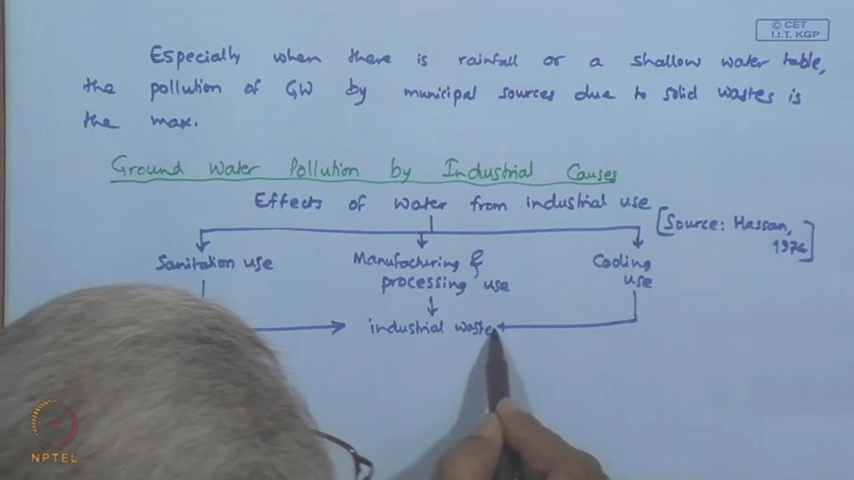 © CET
I.I.T. KGP
Especially when there is rainfall or a shallow water table,
the pollution of GW by municipal sources due to solid wastes is
the max.
Ground Water Pollution by Industrial Causes
Effects of water from industrial use
[Source: Hassan,
1974]
Sanitation use
Manufacturing &
processing use
Cooling
use
industrial waste
NPTEL